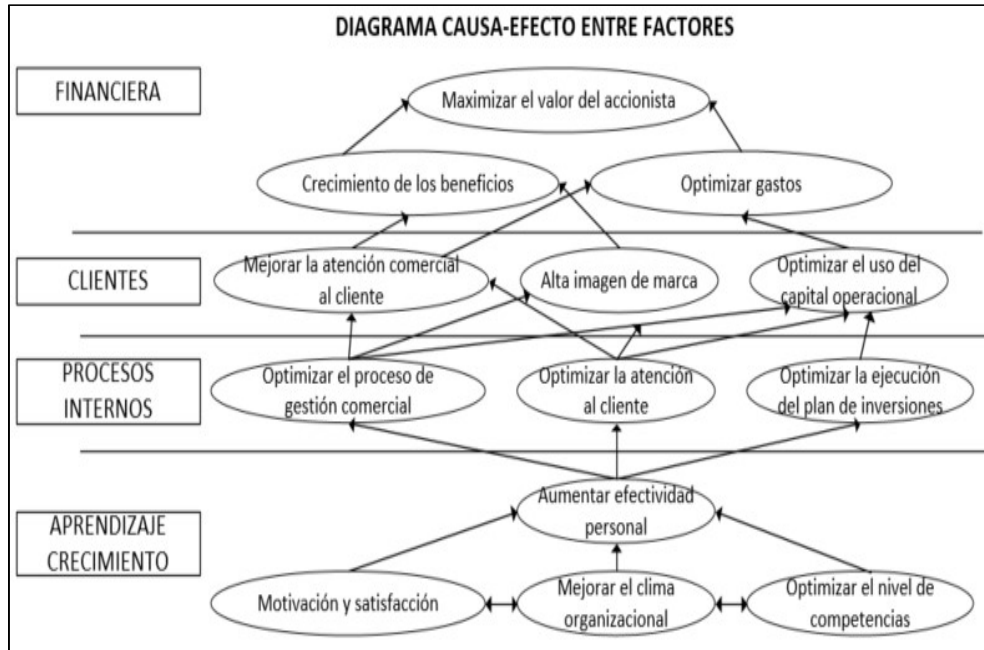 DIAGRAMA CAUSA-EFECTO ENTRE FACTORES
FINANCIERA
Maximizar el valor del accionista
Crecimiento de los beneficios
Optimizar gastos
CLIENTES
Mejorar la atención comercial
al cliente
Alta imagen de marca
Optimizar el uso del
capital operacional
PROCESOS
INTERNOS
Optimizar el proceso de
gestión comercial
Optimizar la atención
al cliente
Optimizar la ejecución
del plan de inversiones
APRENDIZAJE
CRECIMIENTO
Aumentar efectividad
personal
Motivación y satisfacción
Mejorar el clima
organizacional
Optimizar el nivel de
competencias